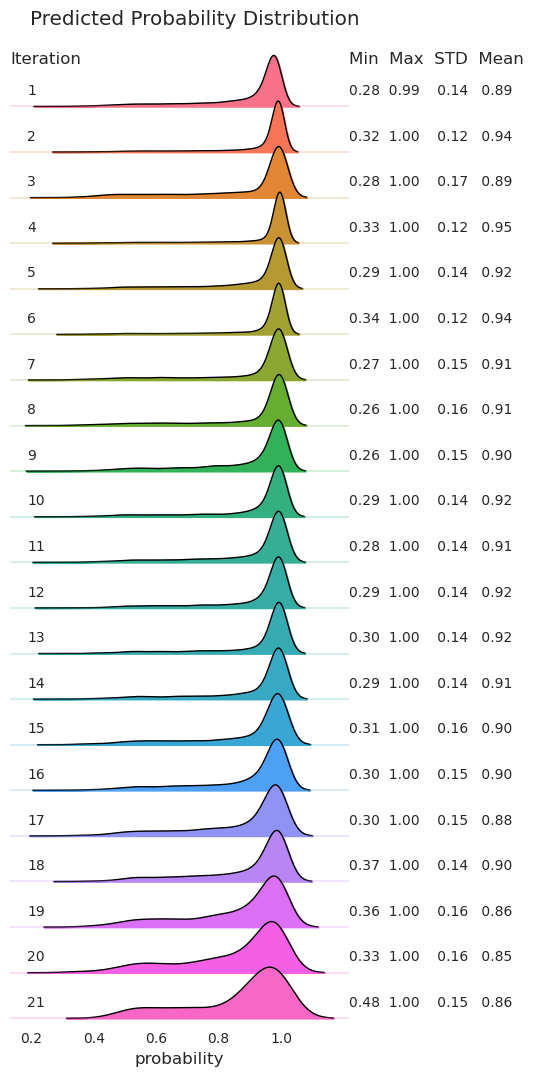 Predicted Probability Distribution
Iteration Min Max STD Mean
1 0.28 0.99 0.14 0.89
2 0.32 1.00 0.12 0.94
3 0.28 1.00 0.17 0.89
4 0.33 1.00 0.12 0.95
5 0.29 1.00 0.14 0.92
6 0.34 1.00 0.12 0.94
7 0.27 1.00 0.15 0.91
8 0.26 1.00 0.16 0.91
9 0.26 1.00 0.15 0.90
10 0.29 1.00 0.14 0.92
11 0.28 1.00 0.14 0.91
12 0.29 1.00 0.14 0.92
13 0.30 1.00 0.14 0.92
14 0.29 1.00 0.14 0.91
15 0.31 1.00 0.16 0.90
16 0.30 1.00 0.15 0.90
17 0.30 1.00 0.15 0.88
18 0.37 1.00 0.14 0.90
19 0.36 1.00 0.16 0.86
20 0.33 1.00 0.16 0.85
21 0.48 1.00 0.15 0.86
0.2 0.4 0.6 0.8 1.0
probability